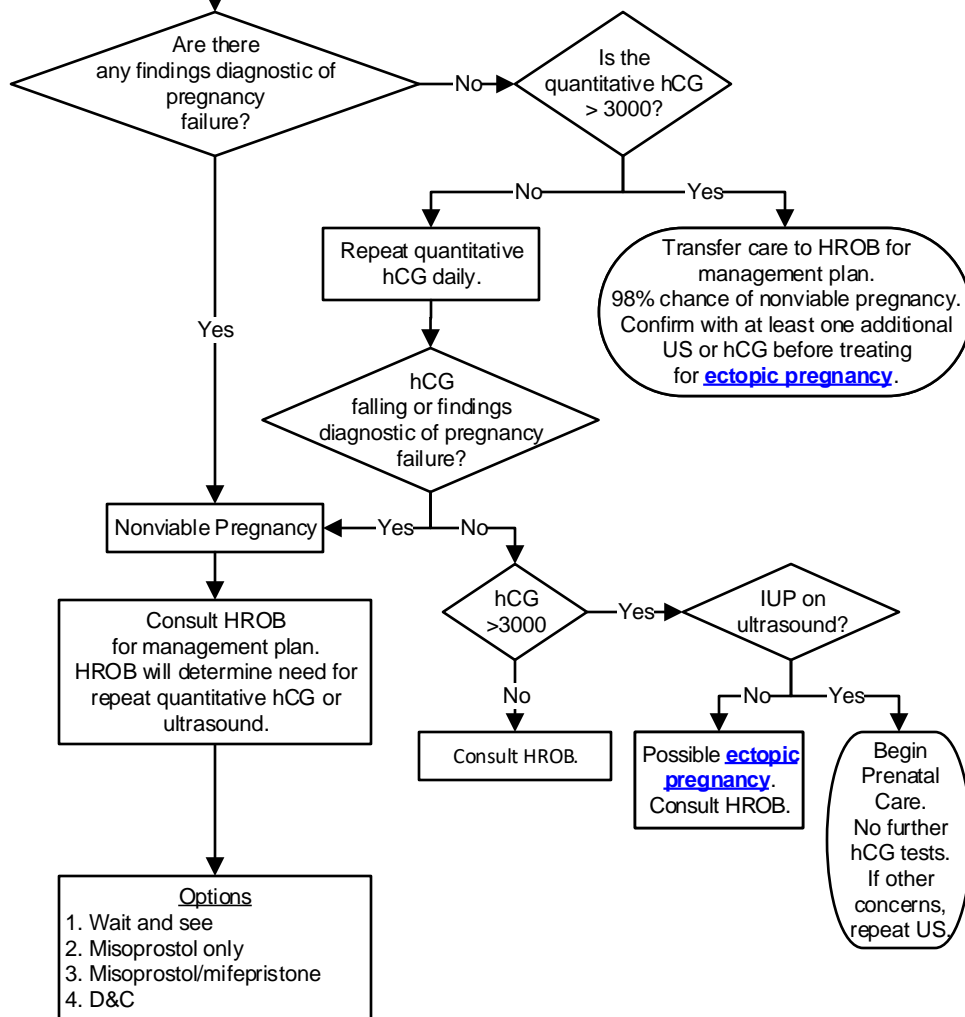 Are there
any findings diagnostic of
pregnancy
failure?
No
Is the
quantitative hCG
> 3000?
No
Yes
Repeat quantitative
hCG daily.
Transfer care to HROB for
management plan.
98% chance of nonviable pregnancy.
Confirm with at least one additional
US or hCG before treating
for ectopic pregnancy.
Yes
hCG
falling or findings
diagnostic of pregnancy
failure?
Nonviable Pregnancy
Yes
No
hCG
>3000
Yes
IUP on
ultrasound?
Consult HROB
for management plan.
HROB will determine need for
repeat quantitative hCG or
ultrasound.
No
No
Yes
Consult HROB.
Possible ectopic
pregnancy.
Consult HROB.
Begin
Prenatal
Care.
No further
hCG tests.
If other
concerns,
repeat US.
Options
1. Wait and see
2. Misoprostol only
3. Misoprostol/mifepristone
4. D&C